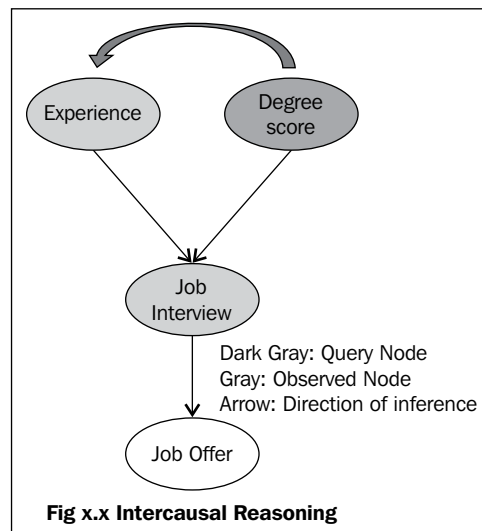 Experience
Degree
score
Job
Interview
Dark Gray: Query Node
Gray: Observed Node
Arrow: Direction of inference
Job Offer
Fig x.x Intercausal Reasoning